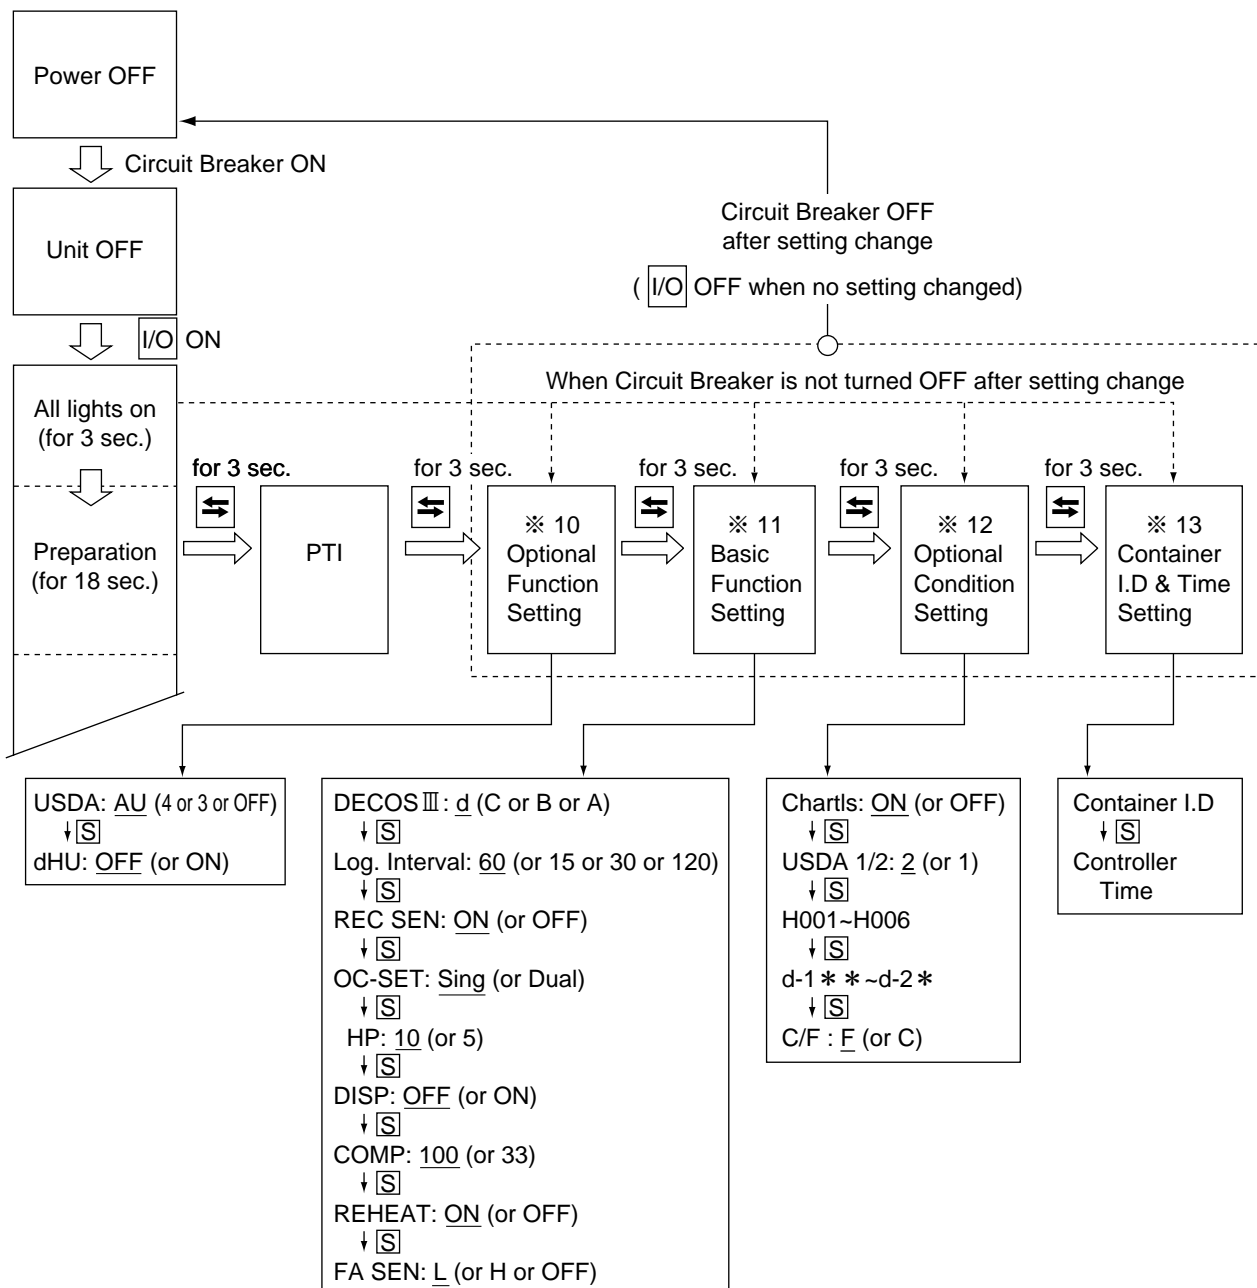 Power OFF
Circuit Breaker ON
Unit OFF
Circuit Breaker OFF
after setting change
( I/O OFF when no setting changed)
I/O ON
When Circuit Breaker is not turned OFF after setting change
All lights on
(for 3 sec.)
for 3 sec.
for 3 sec.
for 3 sec.
for 3 sec.
for 3 sec.
Preparation
(for 18 sec.)
PTI
※ 10
Optional
Function
Setting
※ 11
Basic
Function
Setting
※ 12
Optional
Condition
Setting
※ 13
Container
I.D & Time
Setting
USDA: AU (4 or 3 or OFF)
S
dHU: OFF (or ON)
DECOSⅢ: d (C or B or A)
S
Log. Interval: 60 (or 15 or 30 or 120)
S
REC SEN: ON (or OFF)
S
OC-SET: Sing (or Dual)
S
HP: 10 (or 5)
S
DISP: OFF (or ON)
S
COMP: 100 (or 33)
S
REHEAT: ON (or OFF)
S
FA SEN: L (or H or OFF)
Chartls: ON (or OFF)
S
USDA 1/2: 2 (or 1)
S
H001~H006
S
d-1＊＊~d-2＊
S
C/F : F (or C)
Container I.D
S
Controller
Time